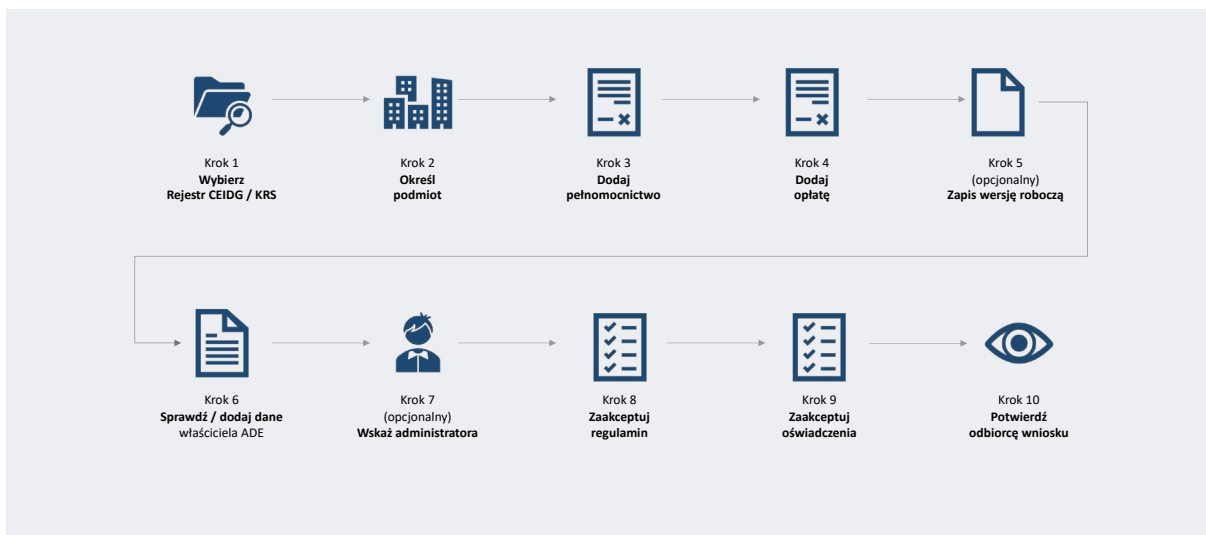 Krok 1
Wybierz
Rejestr CEIDG / KRS
Krok 2
Określ
podmiot
Krok 3
Dodaj
pełnomocnictwo
Krok 4
Dodaj
opłatę
Krok 5
(opcjonalny)
Zapis wersję roboczą
Krok 6
Sprawdź / dodaj dane
właściciela ADE
Krok 7
(opcjonalny)
Wskaż administratora
Krok 8
Zaakceptuj
regulamin
Krok 9
Zaakceptuj
oświadczenia
Krok 10
Potwierdź
odbiorcę wniosku